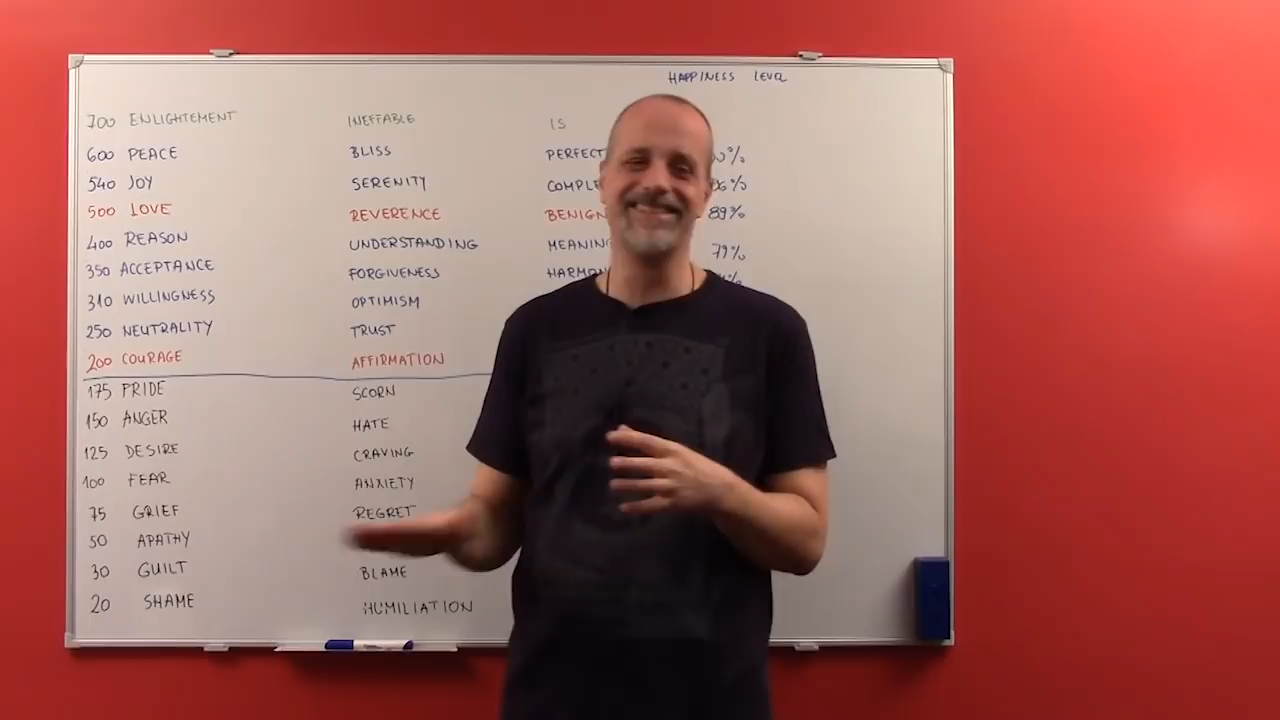 HAPPINESS LEVEL
700 ENLIGHTEMENT INEFFABLE IS
600 PEACE BLISS PERFECT 0%
540 JOY SERENITY COMPLE 96%
500 LOVE REVERENCE BENIGN 89%
400 REASON UNDERSTANDING MEANING 79%
350 ACCEPTANCE FORGIVENESS HARMON %
310 WILLINGNESS OPTIMISM
250 NEUTRALITY TRUST
200 COURAGE AFFIRMATION
175 PRIDE SCORN
150 ANGER HATE
125 DESIRE CRAVING
100 FEAR ANXIETY
75 GRIEF REGRET
50 APATHY
30 GUILT BLAME
20 SHAME HUMILIATION